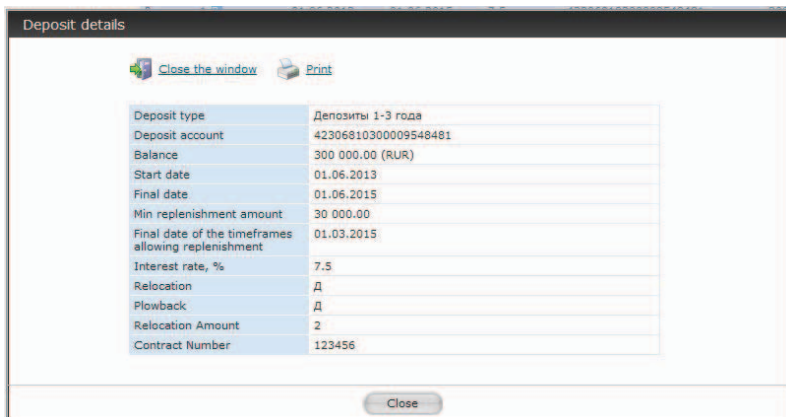 Deposit details
Close the window Print
Deposit type Депозиты 1-3 года
Deposit account 42306810300009548481
Balance 300 000.00 (RUR)
Start date 01.06.2013
Final date 01.06.2015
Min replenishment amount 30 000.00
Final date of the timeframes 01.03.2015
allowing replenishment
Interest rate, % 7.5
Relocation Д
Plowback Д
Relocation Amount 2
Contract Number 123456
Close